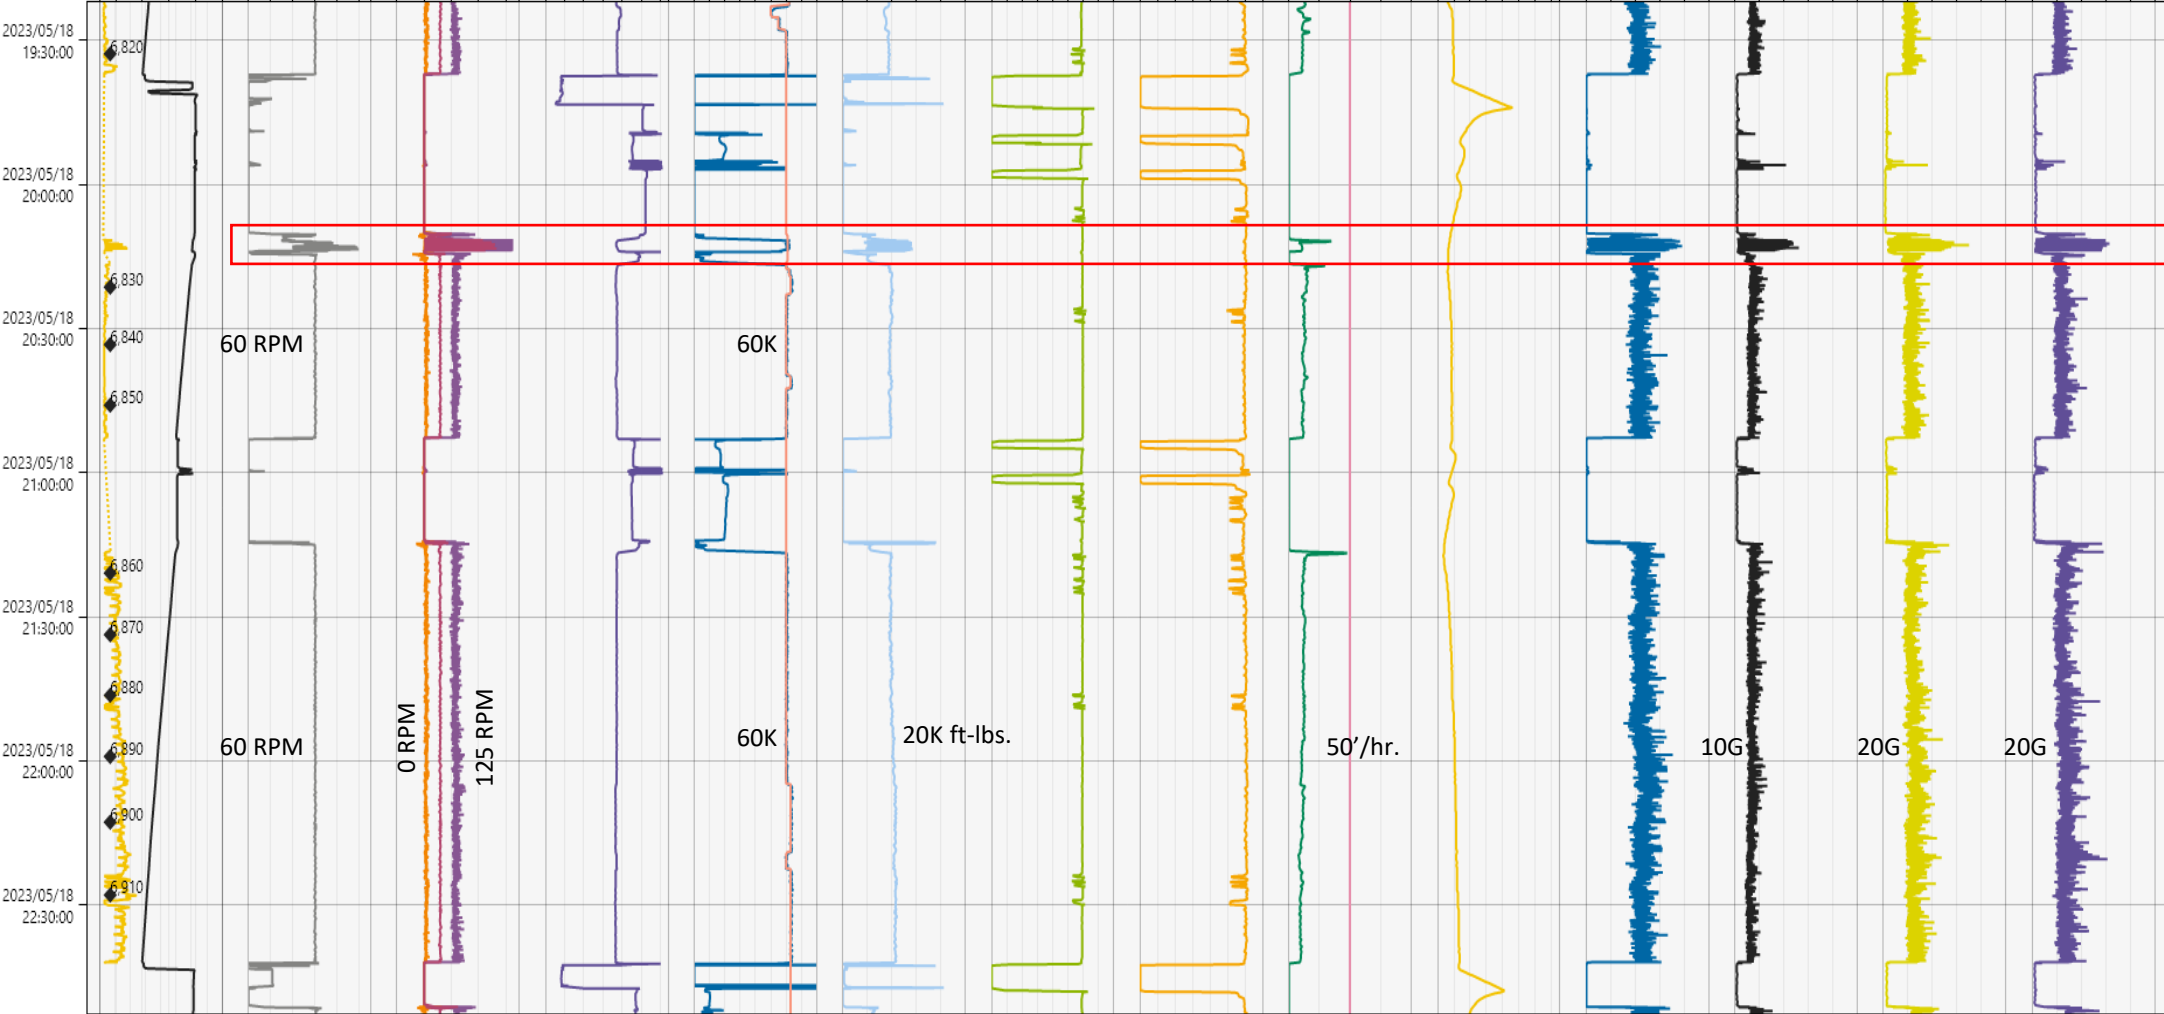 2023/05/18
19:30:00
6,820
2023/05/18
20:00:00
6,830
2023/05/18
20:30:00
6,840
60 RPM
60K
6,850
2023/05/18
21:00:00
6,860
2023/05/18
21:30:00
6,870
6,880
0 RPM
125 RPM
2023/05/18
22:00:00
6,890
60 RPM
60K
20K ft-lbs.
50'/hr.
10G
20G
20G
6,900
6,910
2023/05/18
22:30:00